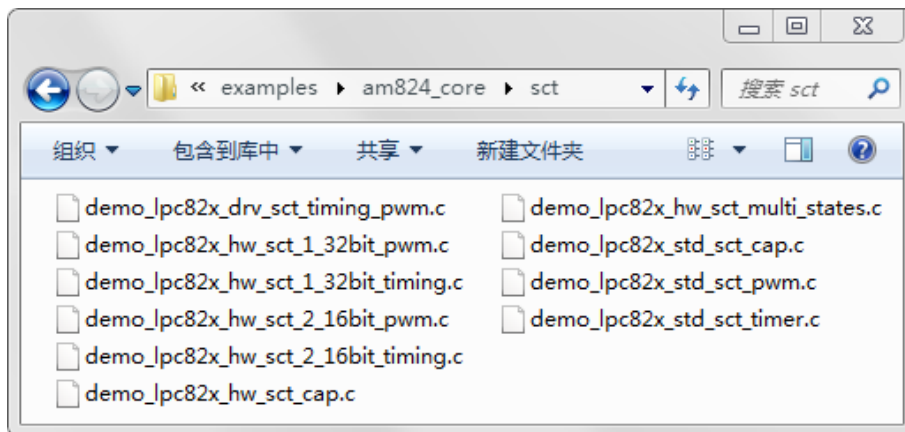 « examples ▸ am824_core ▸ sct
搜索 sct
组织 包含到库中 共享 新建文件夹
demo_lpc82x_drv_sct_timing_pwm.c
demo_lpc82x_hw_sct_1_32bit_pwm.c
demo_lpc82x_hw_sct_1_32bit_timing.c
demo_lpc82x_hw_sct_2_16bit_pwm.c
demo_lpc82x_hw_sct_2_16bit_timing.c
demo_lpc82x_hw_sct_cap.c
demo_lpc82x_hw_sct_multi_states.c
demo_lpc82x_std_sct_cap.c
demo_lpc82x_std_sct_pwm.c
demo_lpc82x_std_sct_timer.c